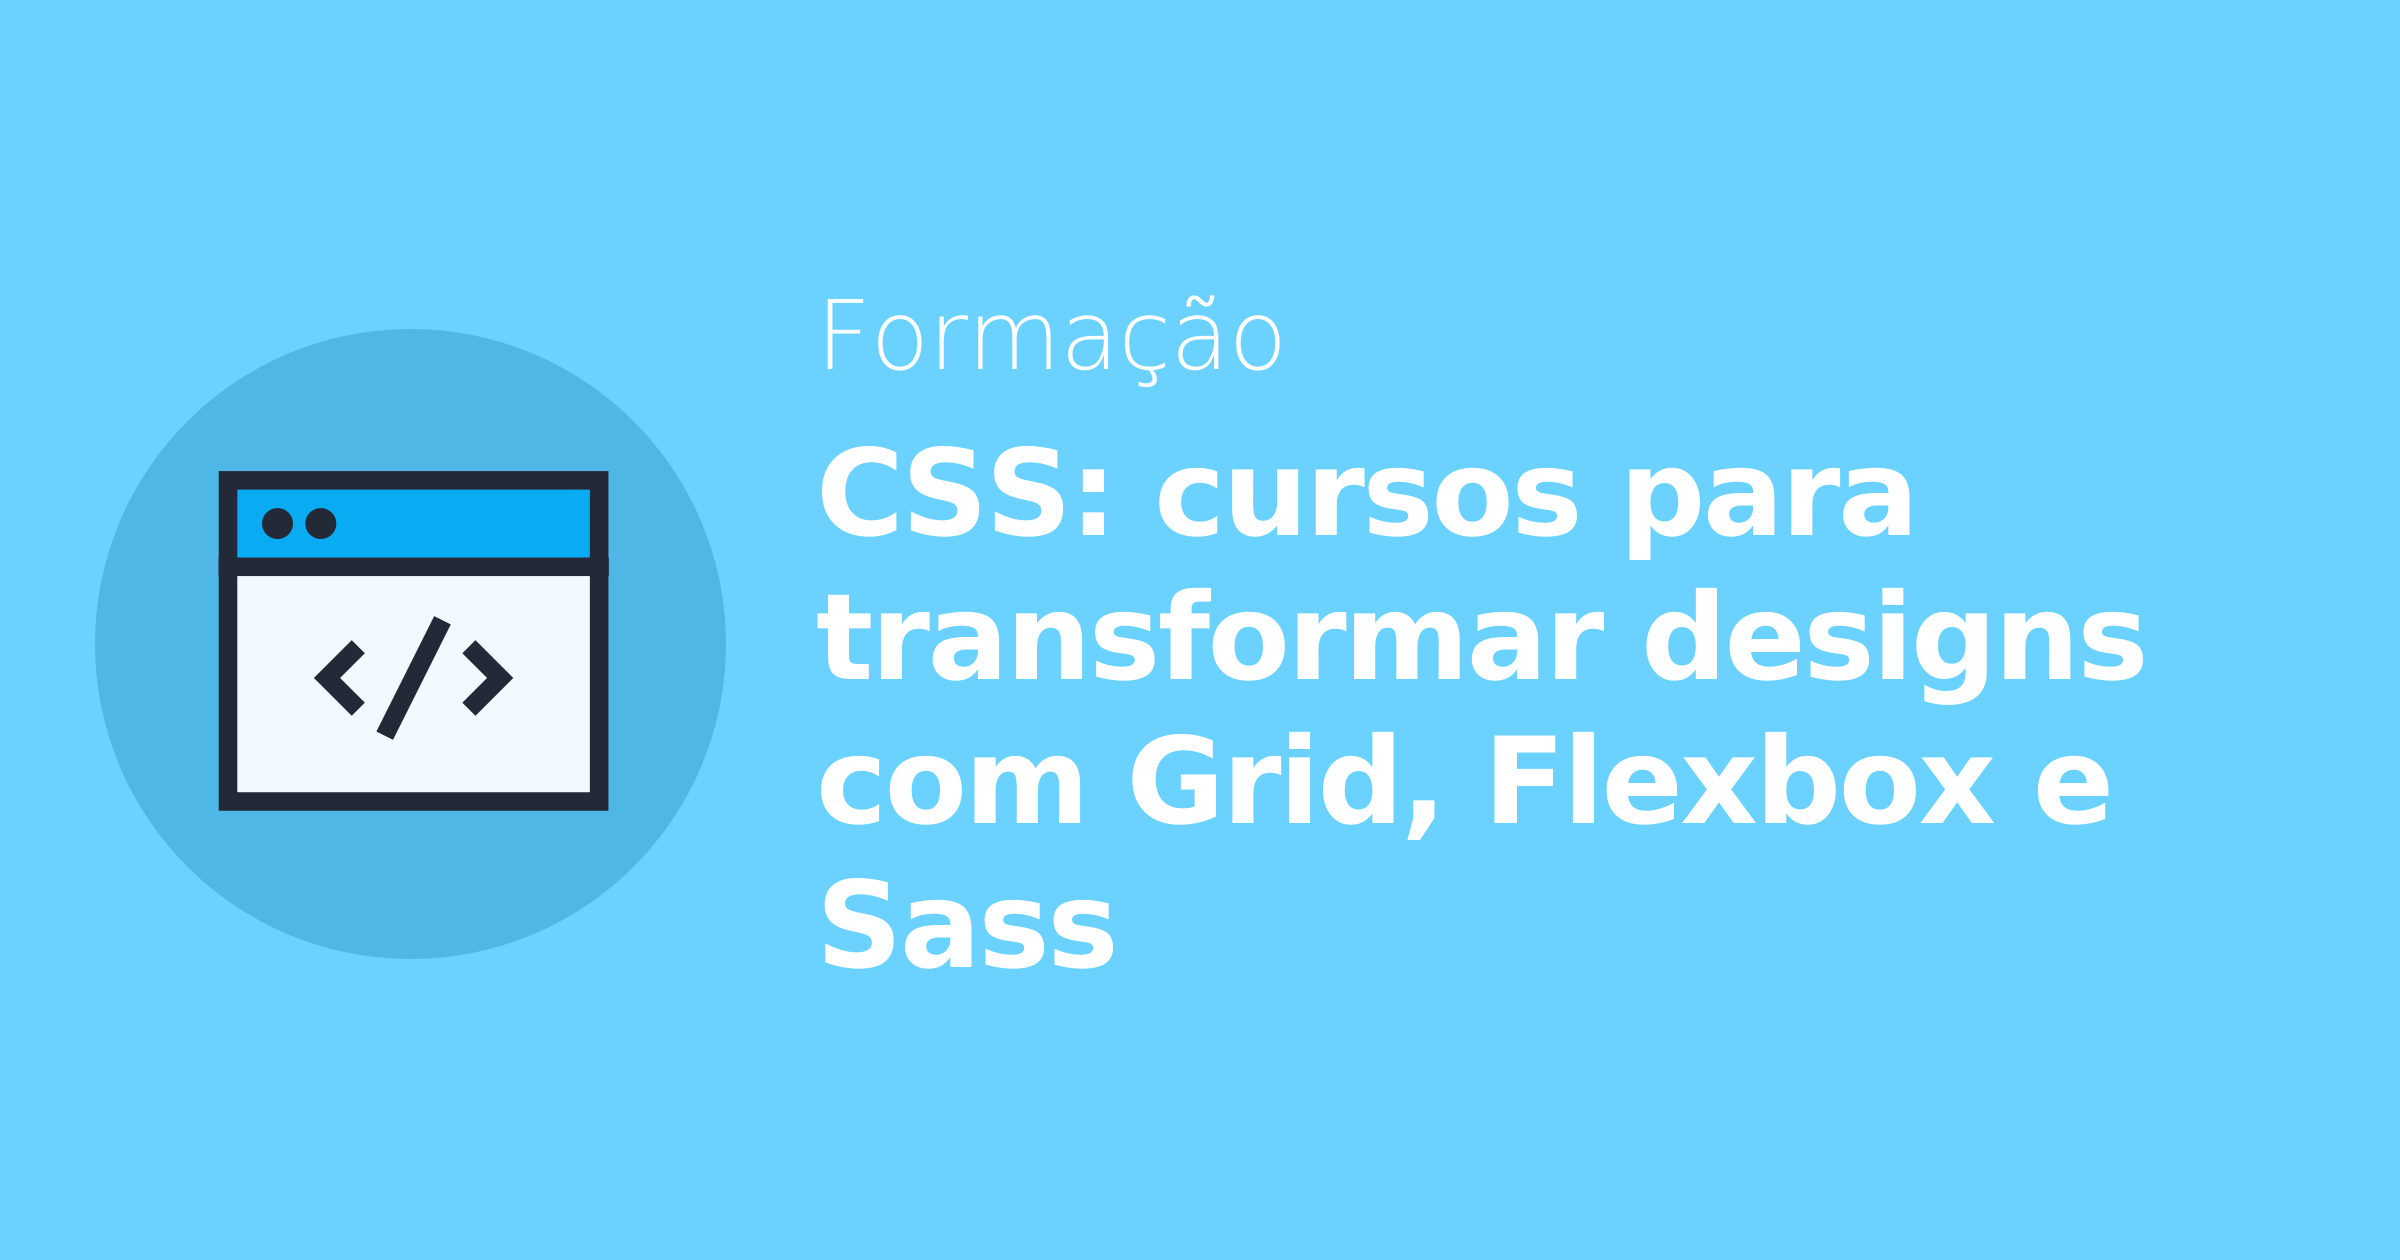 Formação
CSS: cursos para
transformar designs
com Grid, Flexbox e
Sass